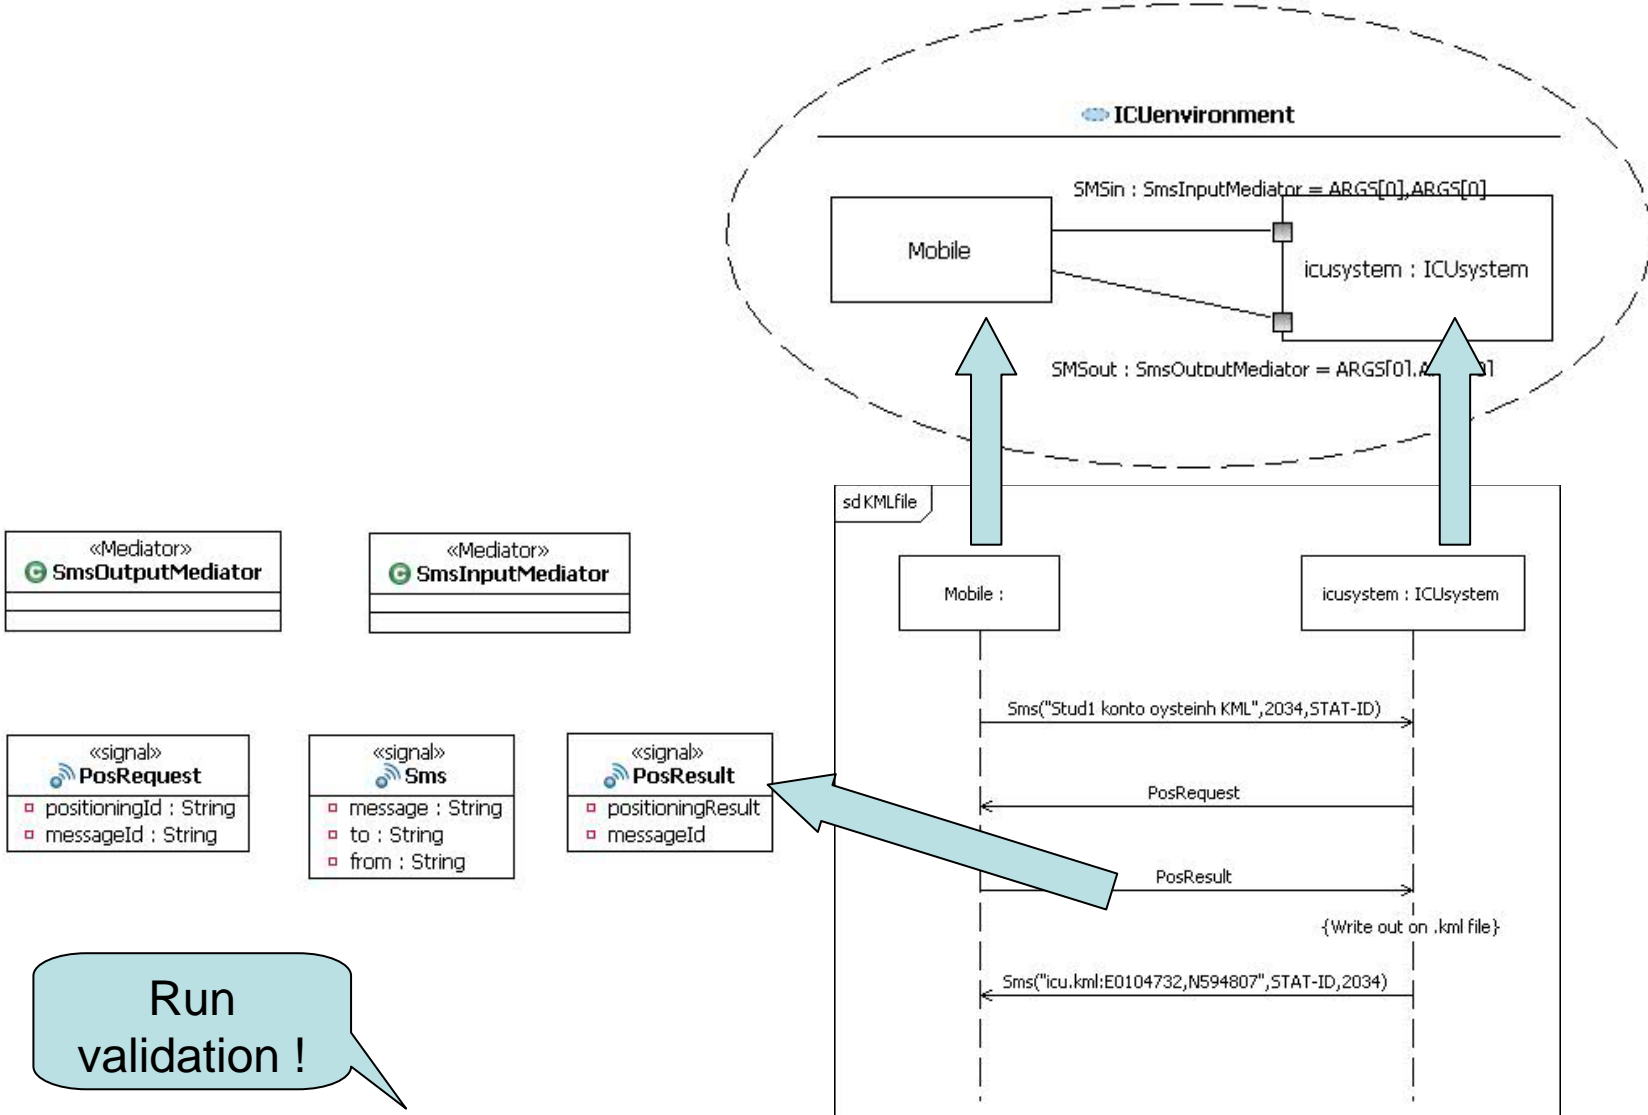 ICUenvironment
SMSin : SmsInputMediator = ARGS[0],ARGS[0]
Mobile
icusystem : ICUsystem
SMSout : SmsOutputMediator = ARGS[0],
sd KMLfile
«Mediator»
SmsOutputMediator
«Mediator»
SmsInputMediator
Mobile :
icusystem : ICUsystem
Sms("Stud1 konto oysteinh KML",2034,STAT-ID)
«signal»
PosRequest
positioningId : String
messageId : String
«signal»
Sms
message : String
to : String
from : String
«signal»
PosResult
positioningResult
messageId
PosRequest
PosResult
{Write out on .kml file}
Sms("icu.kml:E0104732,N594807",STAT-ID,2034)
Run
validation !